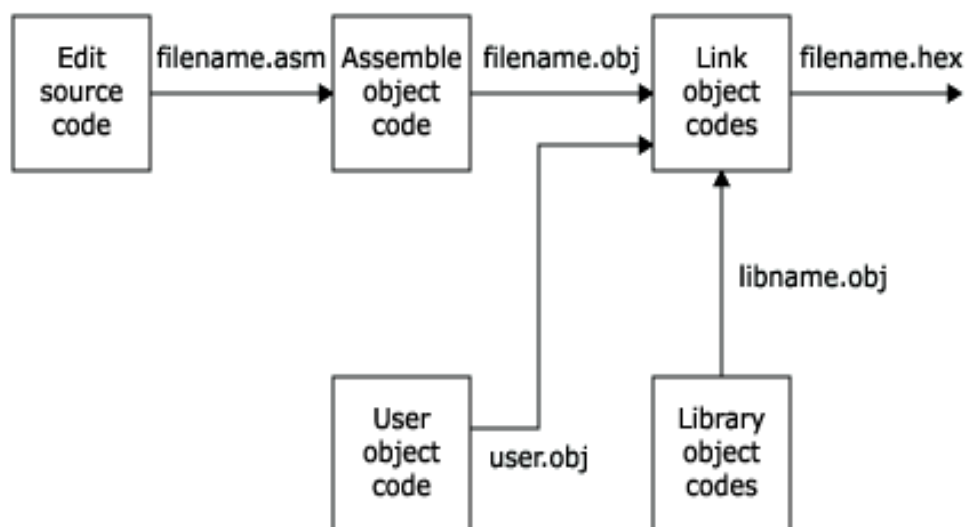 Edit
source
code
filename.asm
Assemble
object
code
filename.obj
Link
object
codes
filename.hex
libname.obj
User
object
code
user.obj
Library
object
codes